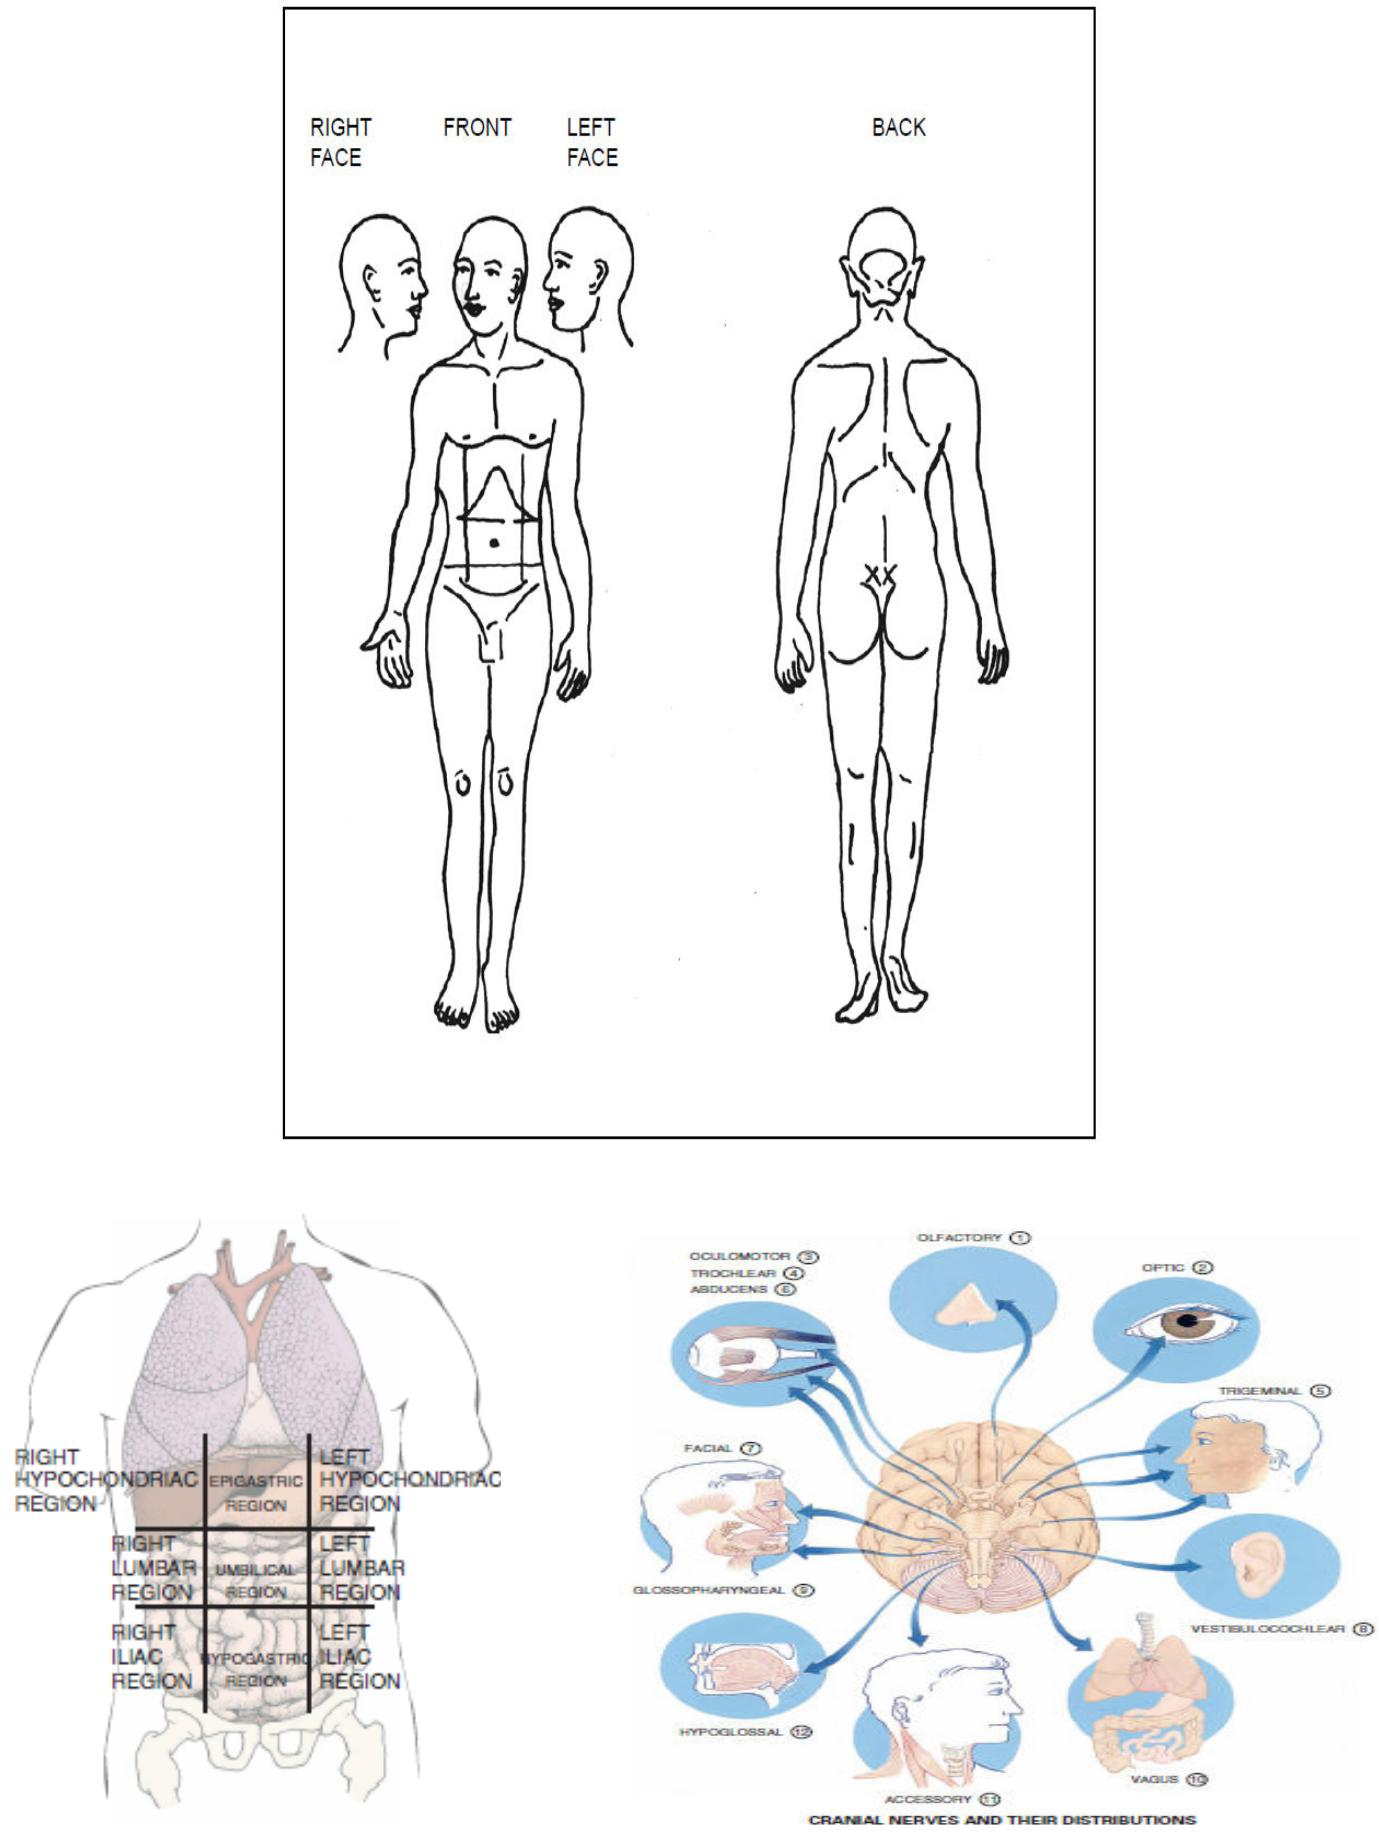 RIGHT
FACE
FRONT
LEFT
FACE
BACK
RIGHT
HYPOCHONDRIAC
REGION
EPIGASTRIC
REGION
LEFT
HYPOCHONDRIAC
REGION
RIGHT
LUMBAR
REGION
UMBILICAL
REGION
LEFT
LUMBAR
REGION
RIGHT
ILIAC
REGION
HYPOGASTRIC
REGION
LEFT
ILIAC
REGION
OLFACTORY 1
OCULOMOTOR 3
TROCHLEAR 4
ABDUCENS 6
OPTIC 2
TRIGEMINAL 5
FACIAL 7
GLOSSOPHARYNGEAL 9
VESTIBULOCOCHLEAR 8
HYPOGLOSSAL 12
VAGUS 10
ACCESSORY 11
CRANIAL NERVES AND THEIR DISTRIBUTIONS